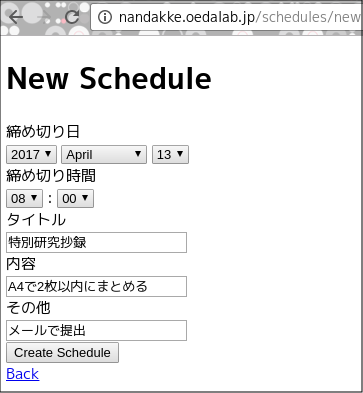 nandakke.oedalab.jp/schedules/new
New Schedule
締め切り日
2017 April 13
締め切り時間
08 : 00
タイトル
特別研究抄録
内容
A4で2枚以内にまとめる
その他
メールで提出
Create Schedule
Back